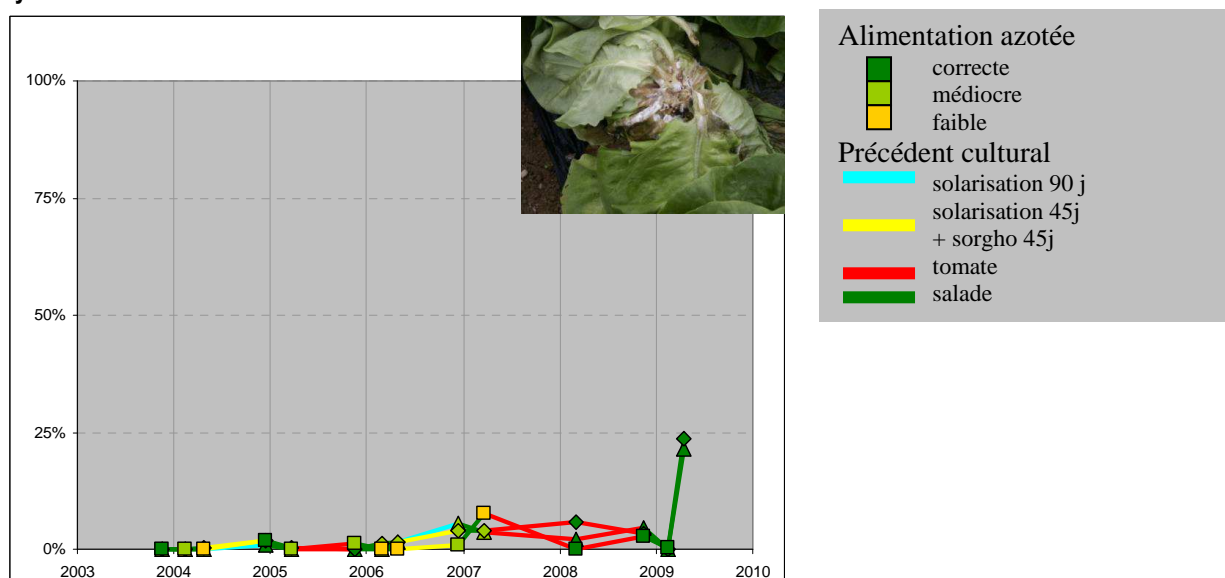 100%
75%
50%
25%
0%
2003 2004 2005 2006 2007 2008 2009 2010
Alimentation azotée
correcte
médiocre
faible
Précédent cultural
solarisation 90 j
solarisation 45j
+ sorgho 45j
tomate
salade